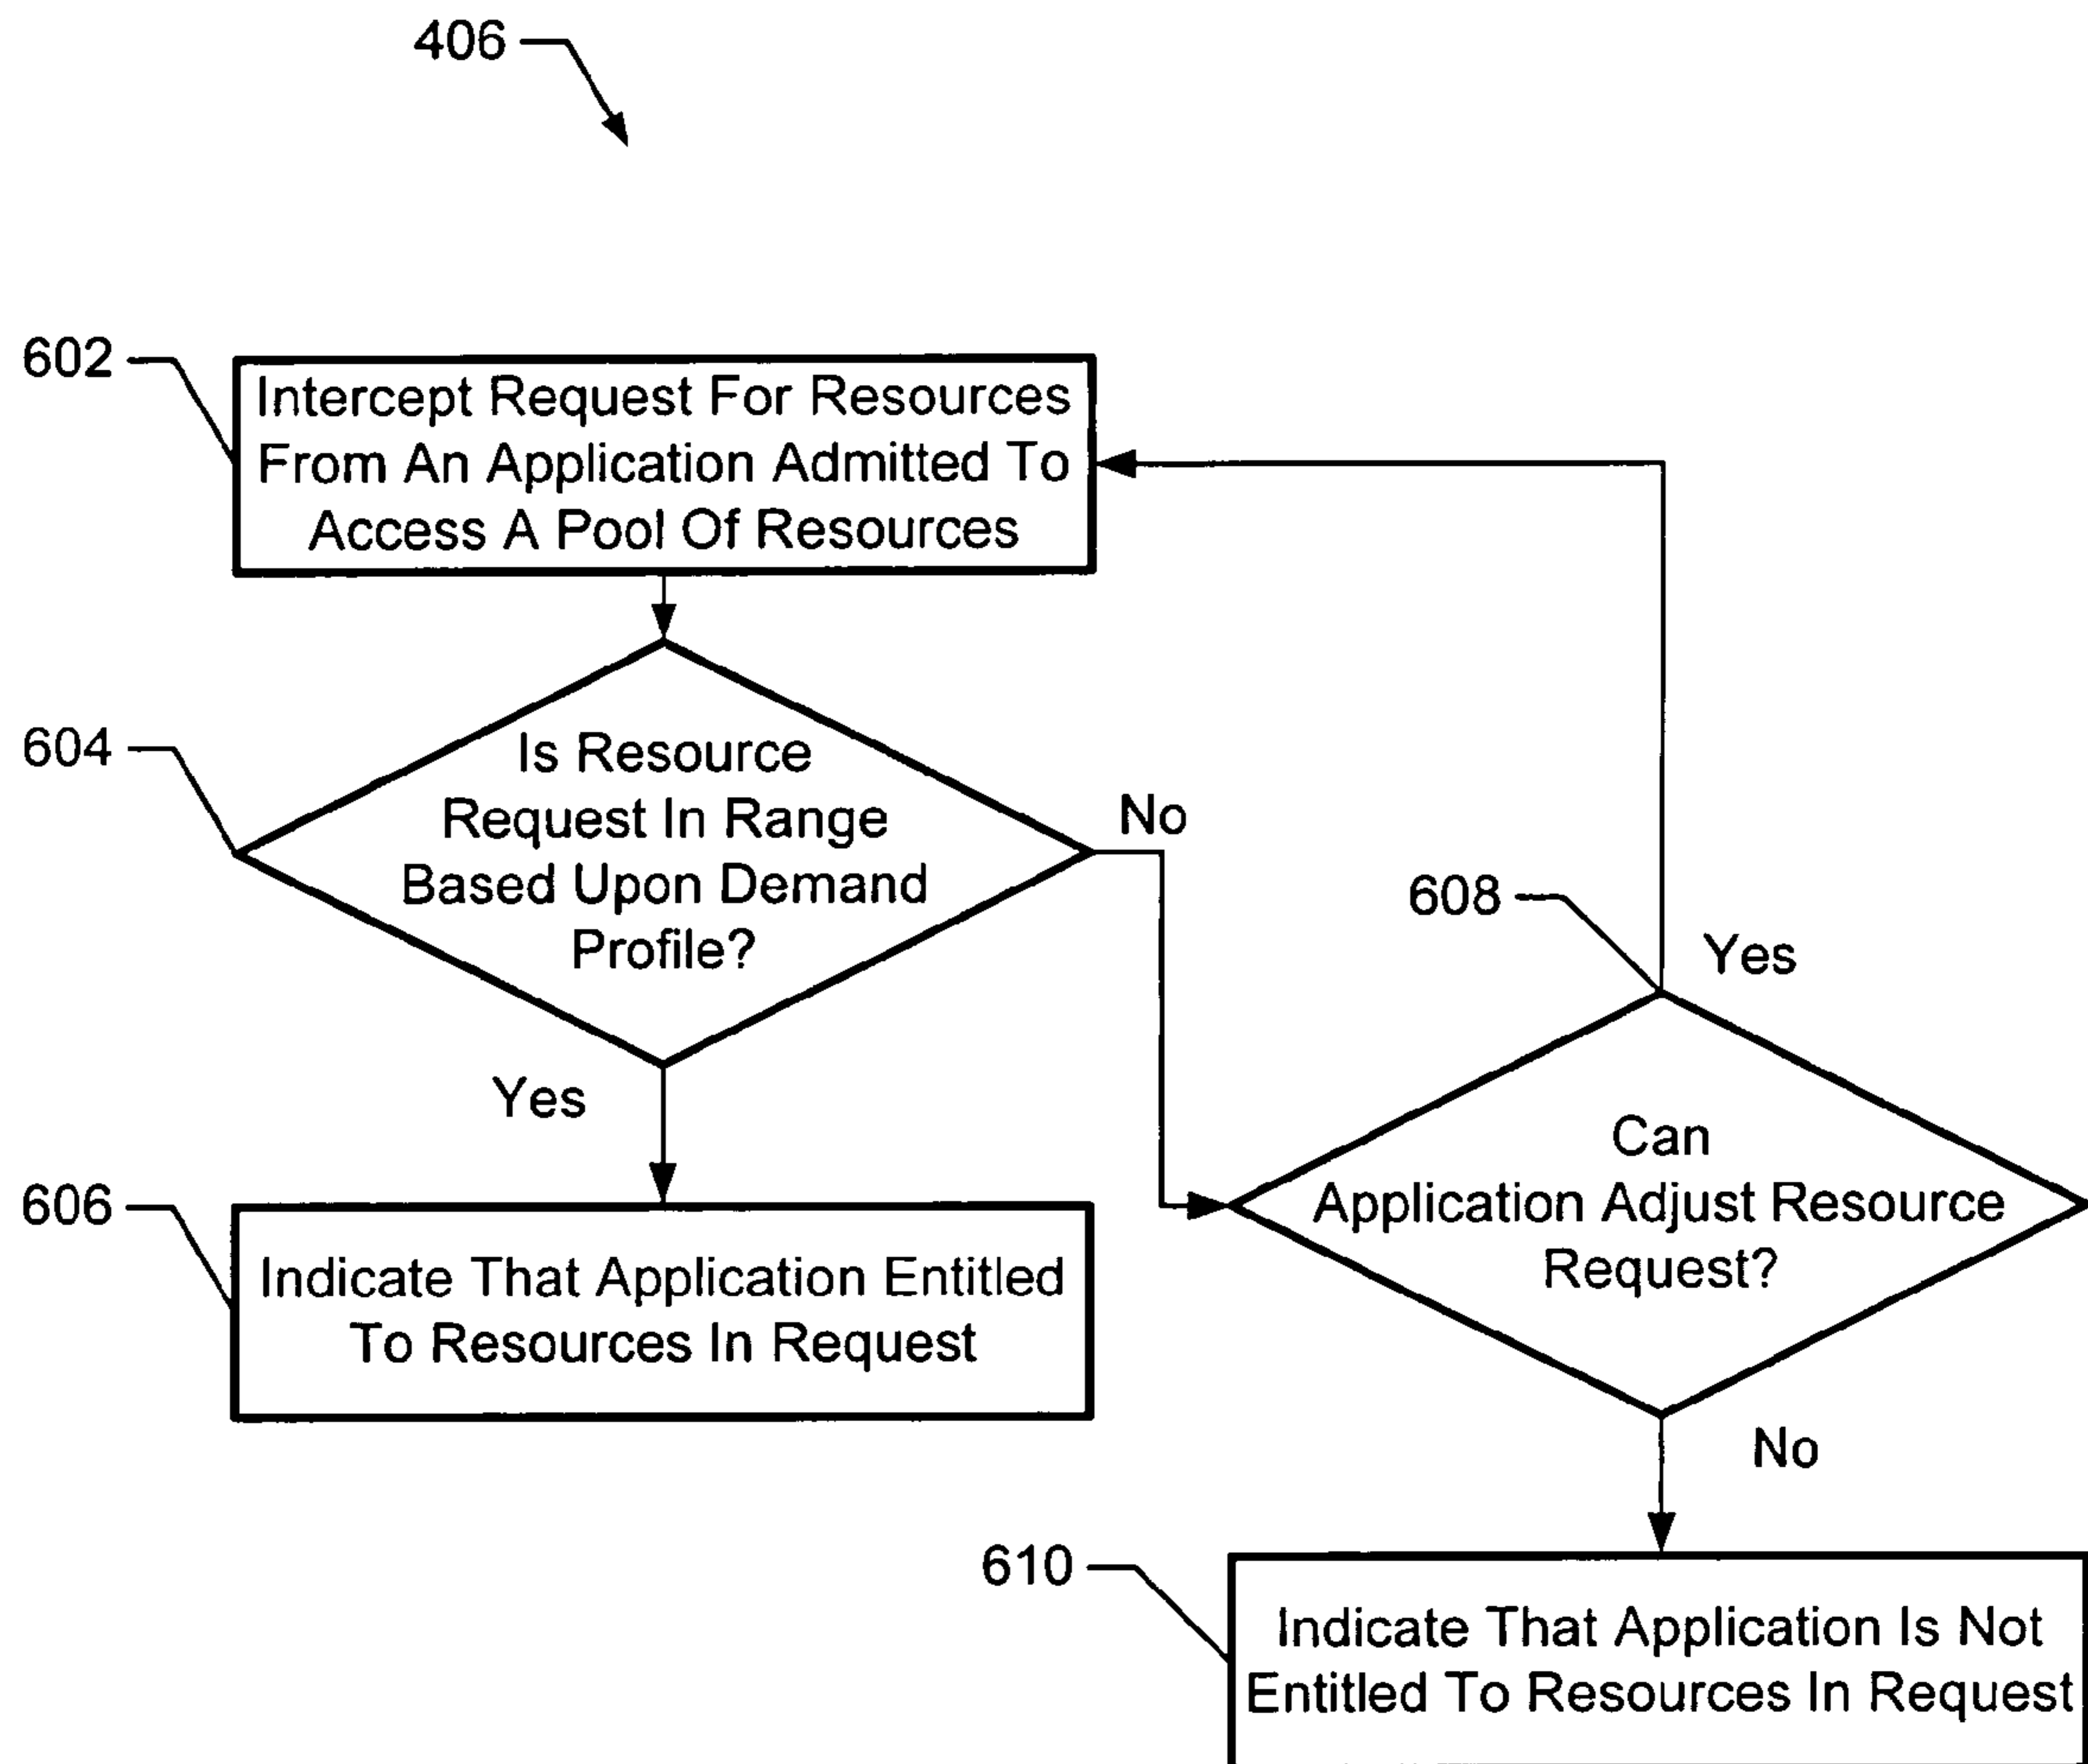 406
602
Intercept Request For Resources
From An Application Admitted To
Access A Pool Of Resources
604
Is Resource
Request In Range
Based Upon Demand
Profile?
No
Yes
606
Indicate That Application Entitled
To Resources In Request
608
Yes
Can
Application Adjust Resource
Request?
No
610
Indicate That Application Is Not
Entitled To Resources In Request